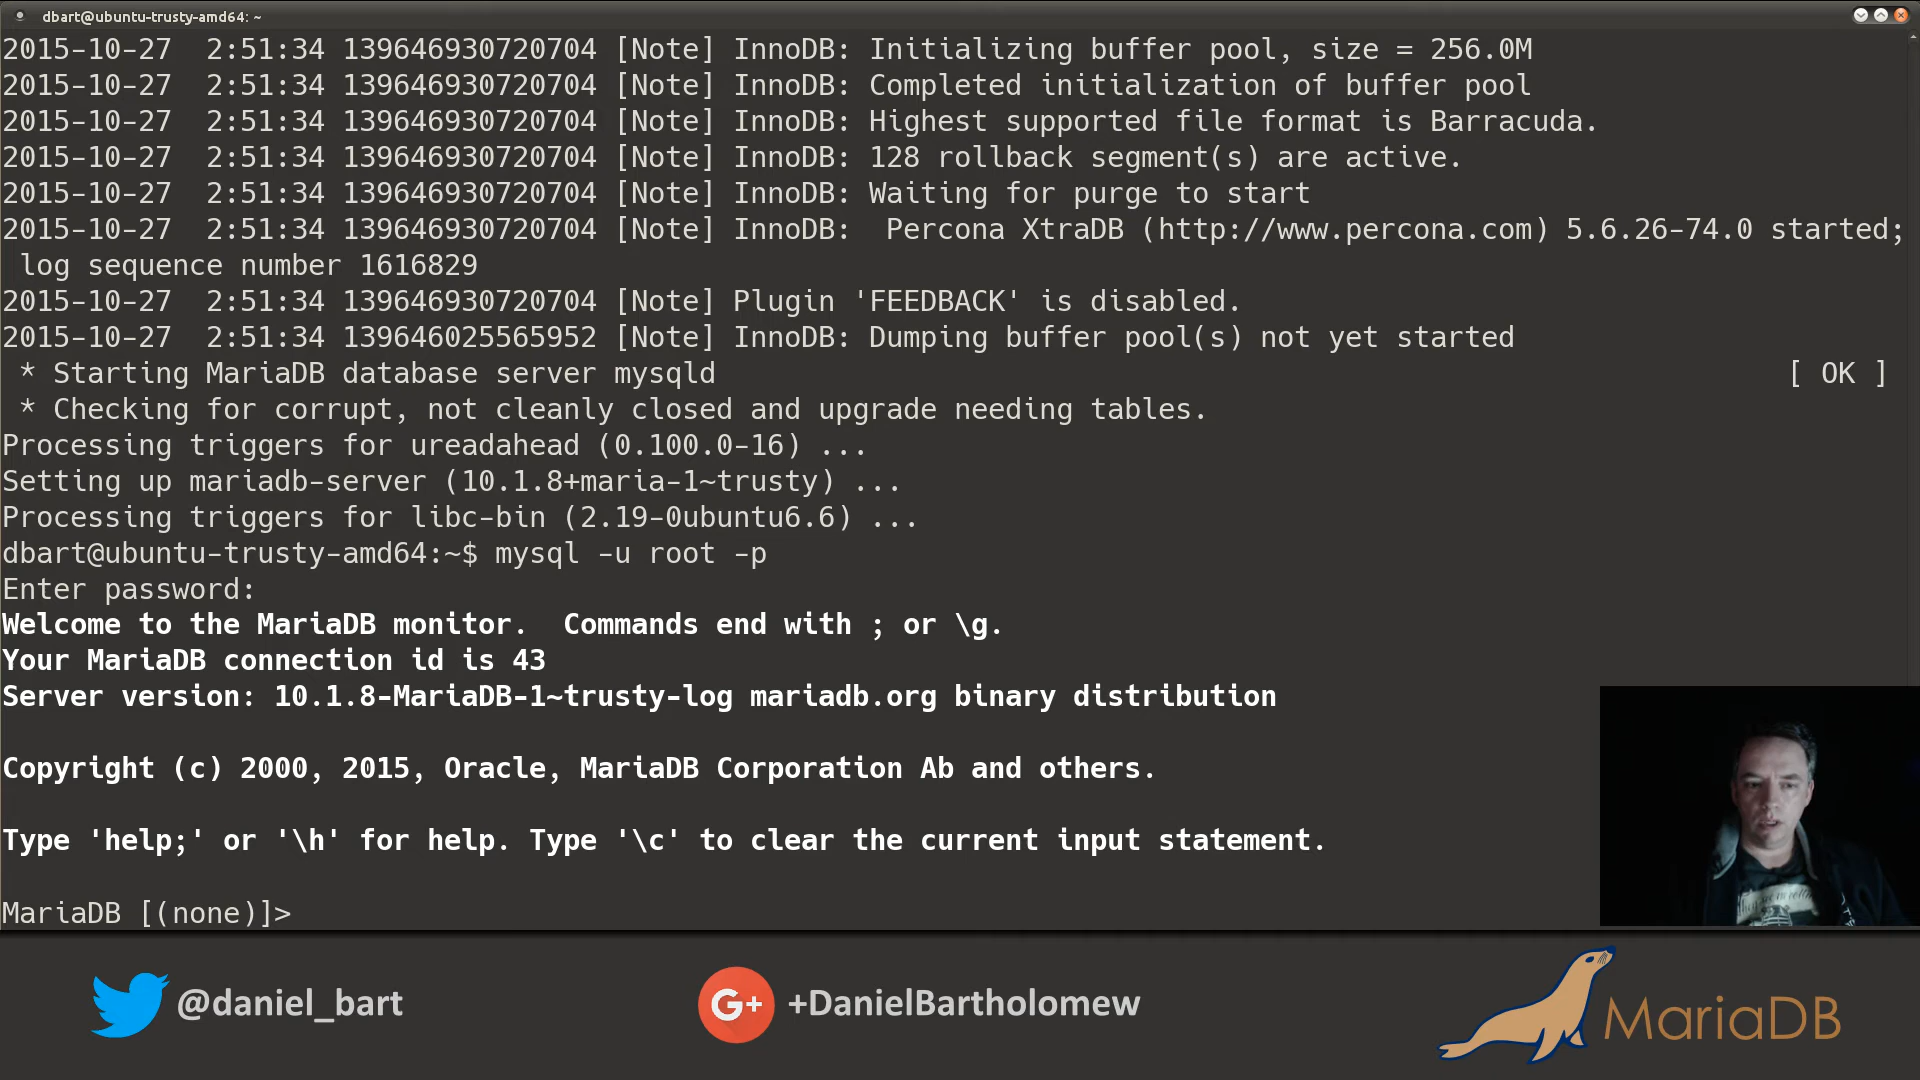 dbart@ubuntu-trusty-amd64: ~
2015-10-27  2:51:34 139646930720704 [Note] InnoDB: Initializing buffer pool, size = 256.0M
2015-10-27  2:51:34 139646930720704 [Note] InnoDB: Completed initialization of buffer pool
2015-10-27  2:51:34 139646930720704 [Note] InnoDB: Highest supported file format is Barracuda.
2015-10-27  2:51:34 139646930720704 [Note] InnoDB: 128 rollback segment(s) are active.
2015-10-27  2:51:34 139646930720704 [Note] InnoDB: Waiting for purge to start
2015-10-27  2:51:34 139646930720704 [Note] InnoDB:  Percona XtraDB (http://www.percona.com) 5.6.26-74.0 started;
 log sequence number 1616829
2015-10-27  2:51:34 139646930720704 [Note] Plugin 'FEEDBACK' is disabled.
2015-10-27  2:51:34 139646025565952 [Note] InnoDB: Dumping buffer pool(s) not yet started
 * Starting MariaDB database server mysqld [ OK ]
 * Checking for corrupt, not cleanly closed and upgrade needing tables.
Processing triggers for ureadahead (0.100.0-16) ...
Setting up mariadb-server (10.1.8+maria-1~trusty) ...
Processing triggers for libc-bin (2.19-0ubuntu6.6) ...
dbart@ubuntu-trusty-amd64:~$ mysql -u root -p
Enter password:
Welcome to the MariaDB monitor.  Commands end with ; or \g.
Your MariaDB connection id is 43
Server version: 10.1.8-MariaDB-1~trusty-log mariadb.org binary distribution
Copyright (c) 2000, 2015, Oracle, MariaDB Corporation Ab and others.
Type 'help;' or '\h' for help. Type '\c' to clear the current input statement.
MariaDB [(none)]>
@daniel_bart
G+ +DanielBartholomew
MariaDB